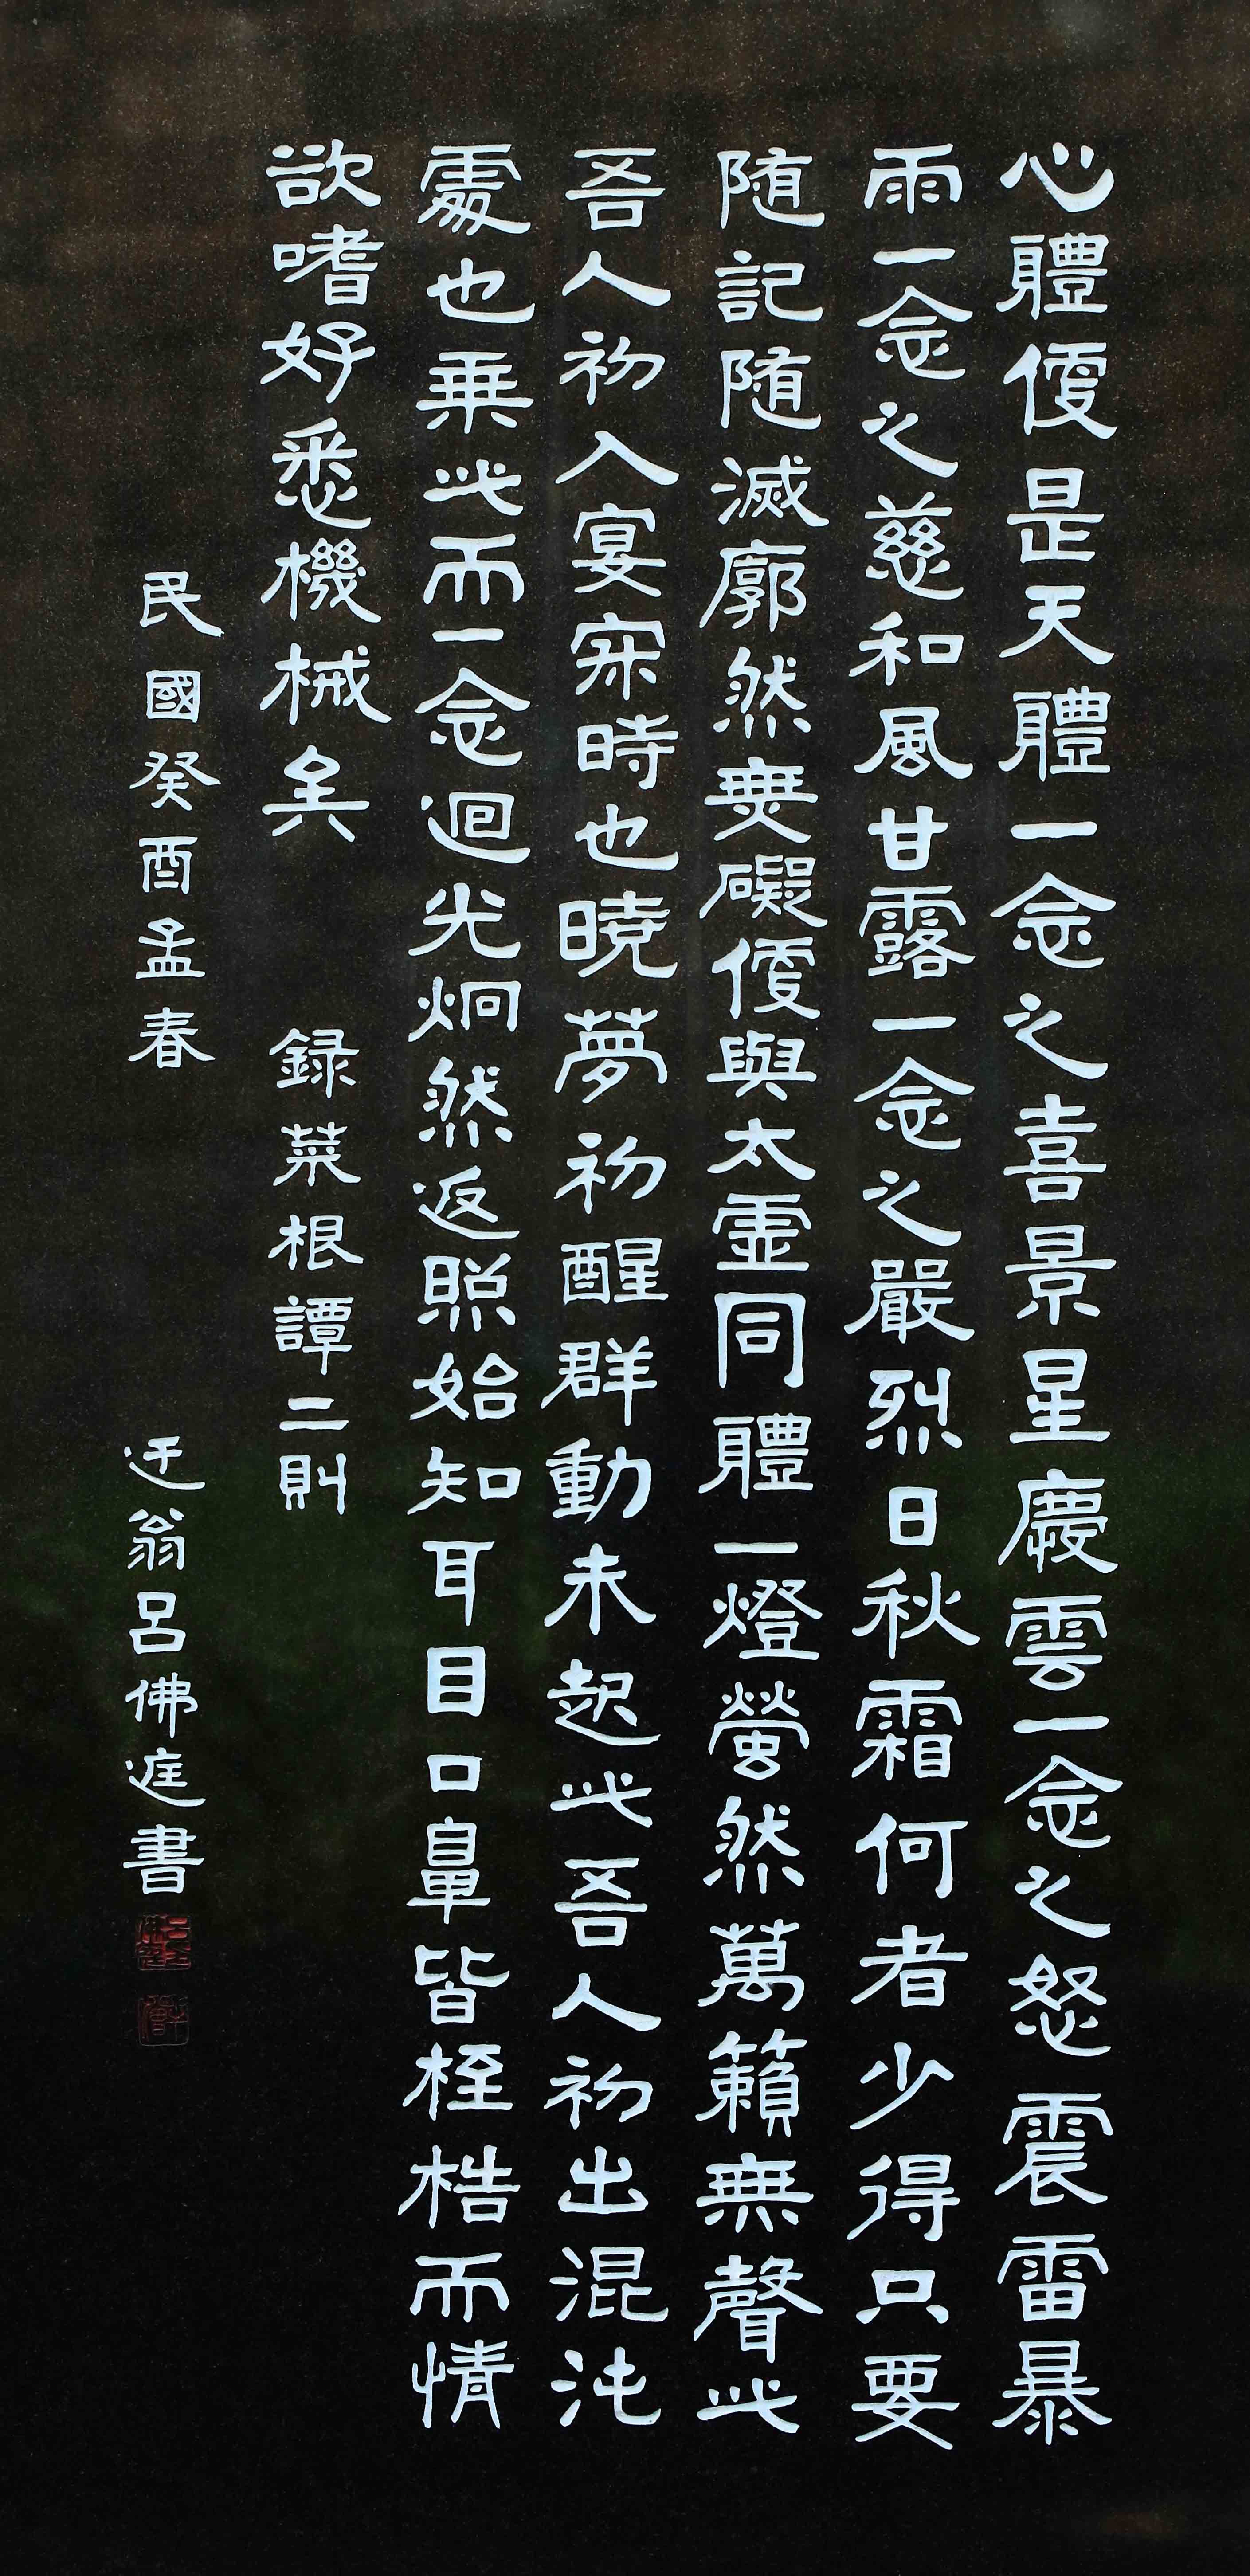 心體便是天體一念之喜景星慶雲一念之怒震雷暴
雨一念之慈和風甘露一念之嚴烈日秋霜何者少得只要
随記随滅廓然無礙便與太虛同體一燈螢然萬籟無聲此
吾人初入宴寐時也曉夢初醒群動未起此吾人初出混沌
處也乘此而一念迴光炯然返照始知耳目口鼻皆桎梏而情
欲嗜好悉機械矣 録菜根譚二則
民國癸酉孟春 迂翁呂佛庭書